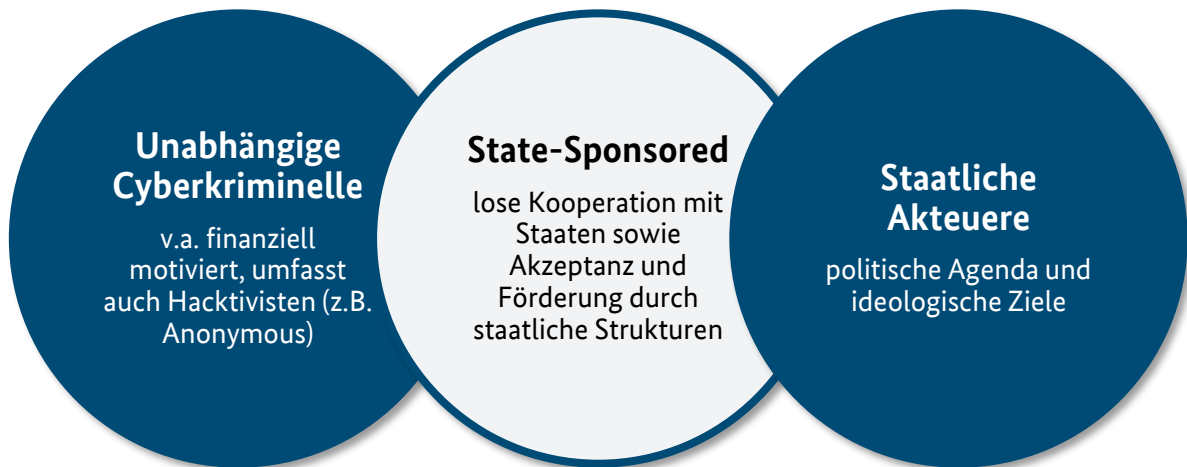 Unabhängige
Cyberkriminelle
v.a. finanziell
motiviert, umfasst
auch Hacktivisten (z.B.
Anonymous)
State-Sponsored
lose Kooperation mit
Staaten sowie
Akzeptanz und
Förderung durch
staatliche Strukturen
Staatliche
Akteuere
politische Agenda und
ideologische Ziele